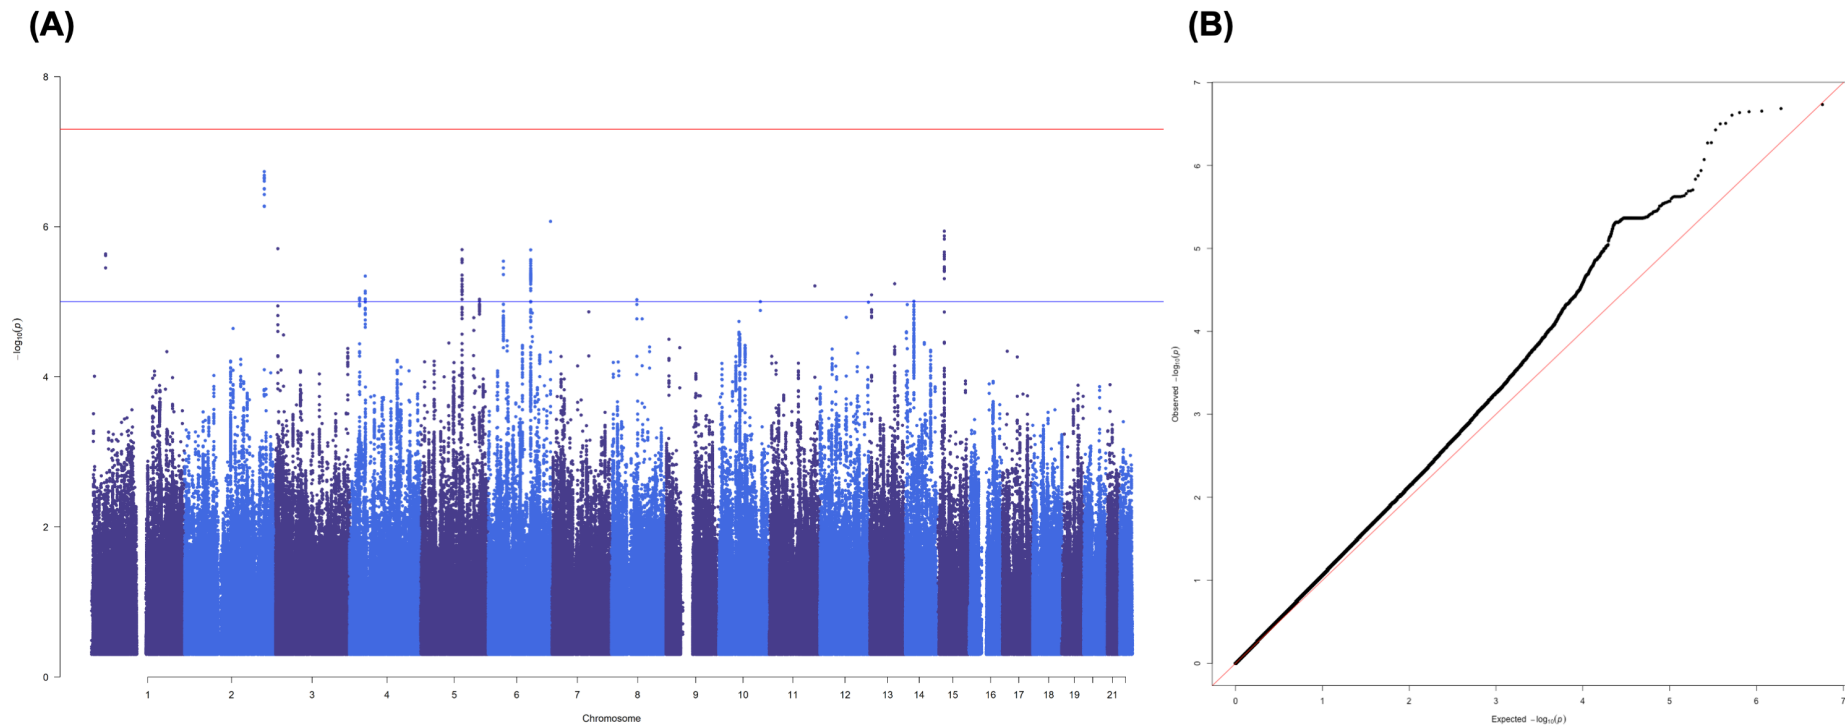 (A)
(B)
8
6
4
2
0
−log₁₀(p)
1 2 3 4 5 6 7 8 9 10 11 12 13 14 15 16 17 18 19 21
Chromosome
7
6
5
4
3
2
1
0
Observed −log₁₀(p)
0 1 2 3 4 5 6 7
Expected −log₁₀(p)